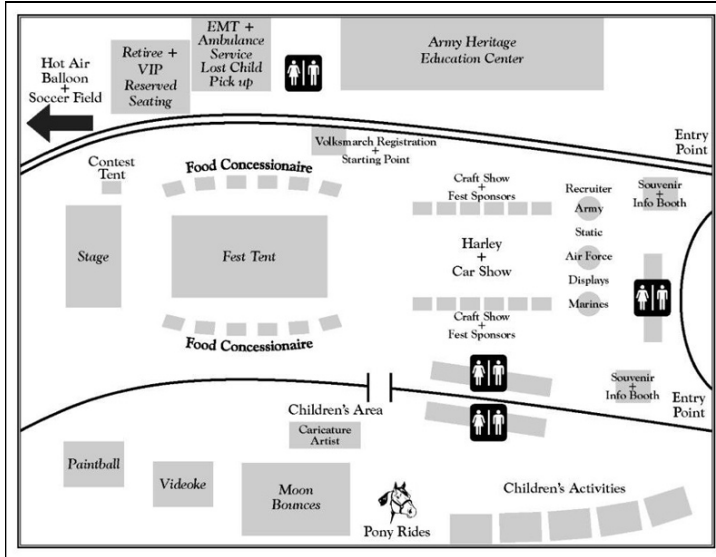 Hot Air
Balloon
+
Soccer Field
Retiree +
VIP
Reserved
Seating
EMT +
Ambulance
Service
Lost Child
Pick up
Army Heritage
Education Center
Volksmarch Registration
+
Starting Point
Entry
Point
Contest
Tent
Food Concessionaire
Craft Show
+
Fest Sponsors
Recruiter
Army
Static
Air Force
Displays
Marines
Souvenir
+
Info Booth
Stage
Fest Tent
Harley
+
Car Show
Food Concessionaire
Craft Show
+
Fest Sponsors
Souvenir
+
Info Booth
Entry
Point
Children's Area
Caricature
Artist
Paintball
Videoke
Moon
Bounces
Pony Rides
Children's Activities